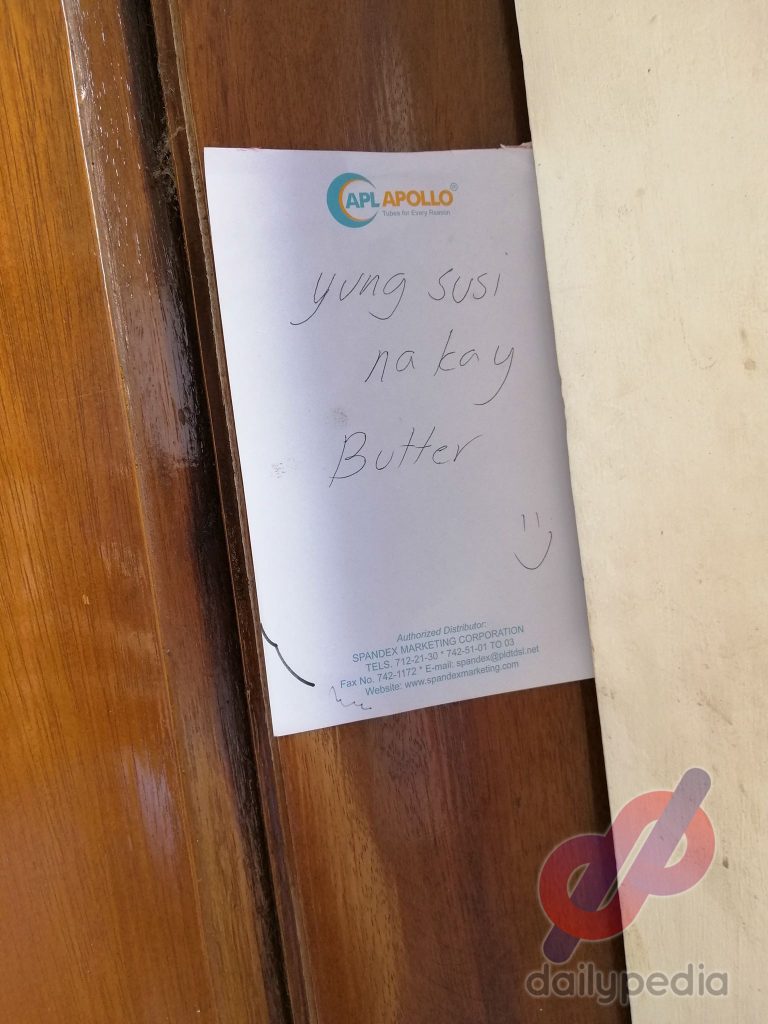 APL APOLLO®
Tubes for Every Reason
yung susi
na kay
Butter
Authorized Distributor:
SPANDEX MARKETING CORPORATION
TELS. 712-21-30 * 742-51-01 TO 03
Fax No. 742-1172 * E-mail: spandex@pldtdsl.net
Website: www.spandexmarketing.com
dailypedia